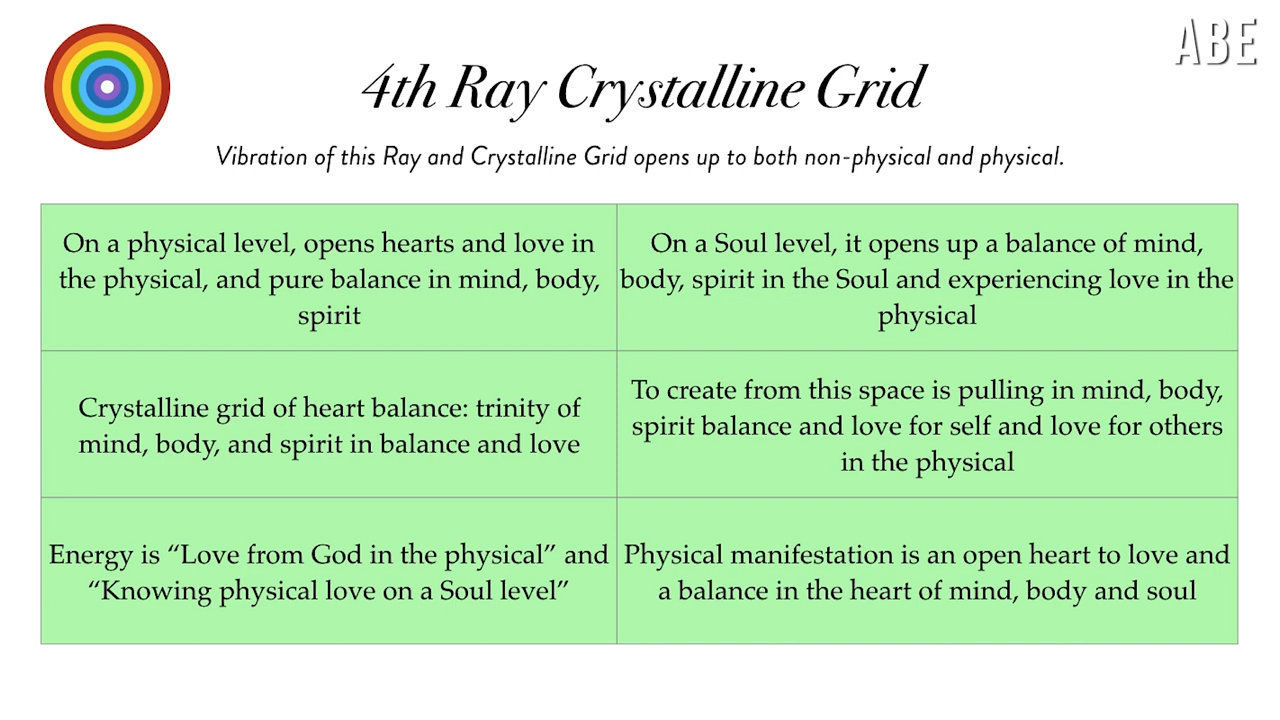 ABE
4th Ray Crystalline Grid
Vibration of this Ray and Crystalline Grid opens up to both non-physical and physical.
On a physical level, opens hearts and love in
the physical, and pure balance in mind, body,
spirit
On a Soul level, it opens up a balance of mind,
body, spirit in the Soul and experiencing love in the
physical
Crystalline grid of heart balance: trinity of
mind, body, and spirit in balance and love
To create from this space is pulling in mind, body,
spirit balance and love for self and love for others
in the physical
Energy is “Love from God in the physical” and
“Knowing physical love on a Soul level”
Physical manifestation is an open heart to love and
a balance in the heart of mind, body and soul